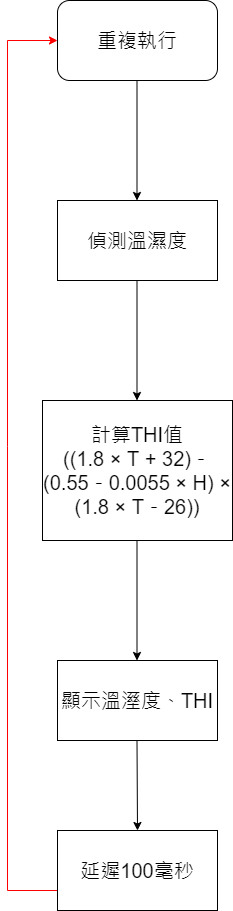 重複執行
偵測溫濕度
計算THI值
((1.8 × T + 32) -
(0.55 - 0.0055 × H) ×
(1.8 × T - 26))
顯示溫溼度、THI
延遲100毫秒